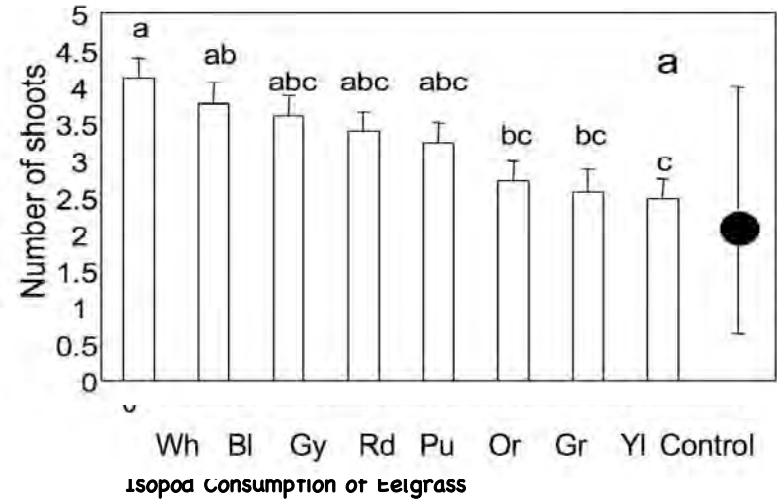 5
4.5
4
3.5
3
2.5
2
1.5
1
0.5
0
Number of shoots
a
ab
abc
abc
abc
bc
bc
c
a
Wh Bl Gy Rd Pu Or Gr Yl Control
Isopod Consumption of Eelgrass